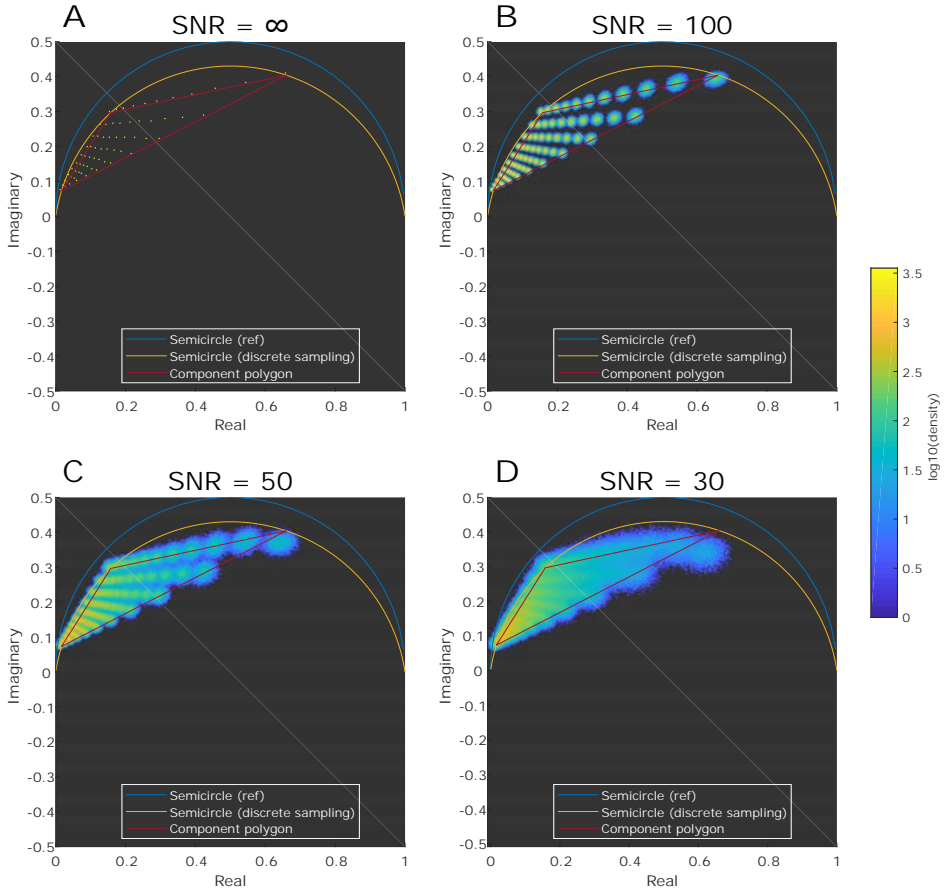 A
SNR = ∞
0.5
0.4
0.3
0.2
0.1
0
-0.1
-0.2
-0.3
-0.4
-0.5
Imaginary
Semicircle (ref)
Semicircle (discrete sampling)
Component polygon
0 0.2 0.4 0.6 0.8 1
Real
B
SNR = 100
0.5
0.4
0.3
0.2
0.1
0
-0.1
-0.2
-0.3
-0.4
-0.5
Imaginary
Semicircle (ref)
Semicircle (discrete sampling)
Component polygon
0 0.2 0.4 0.6 0.8 1
Real
3.5
3
2.5
2
1.5
1
0.5
0
log10(density)
C
SNR = 50
0.5
0.4
0.3
0.2
0.1
0
-0.1
-0.2
-0.3
-0.4
-0.5
Imaginary
Semicircle (ref)
Semicircle (discrete sampling)
Component polygon
0 0.2 0.4 0.6 0.8 1
Real
D
SNR = 30
0.5
0.4
0.3
0.2
0.1
0
-0.1
-0.2
-0.3
-0.4
-0.5
Imaginary
Semicircle (ref)
Semicircle (discrete sampling)
Component polygon
0 0.2 0.4 0.6 0.8 1
Real